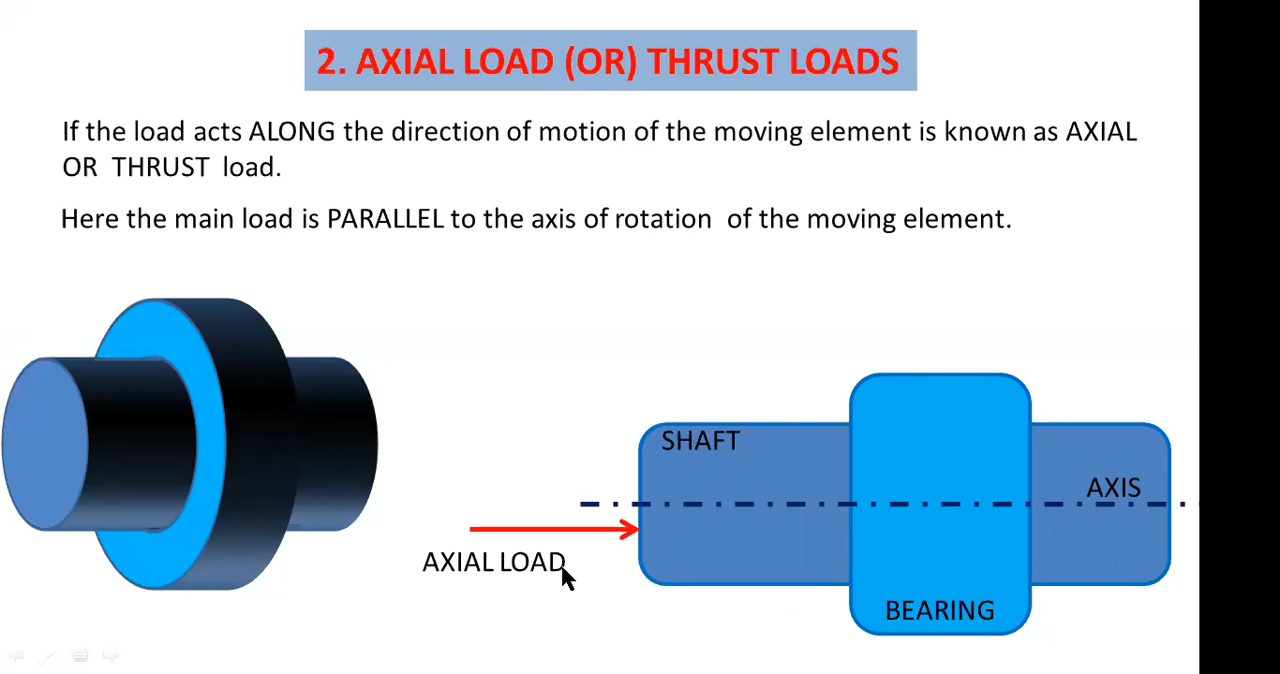 2. AXIAL LOAD (OR) THRUST LOADS
If the load acts ALONG the direction of motion of the moving element is known as AXIAL
OR THRUST load.
Here the main load is PARALLEL to the axis of rotation of the moving element.
SHAFT
AXIS
AXIAL LOAD
BEARING